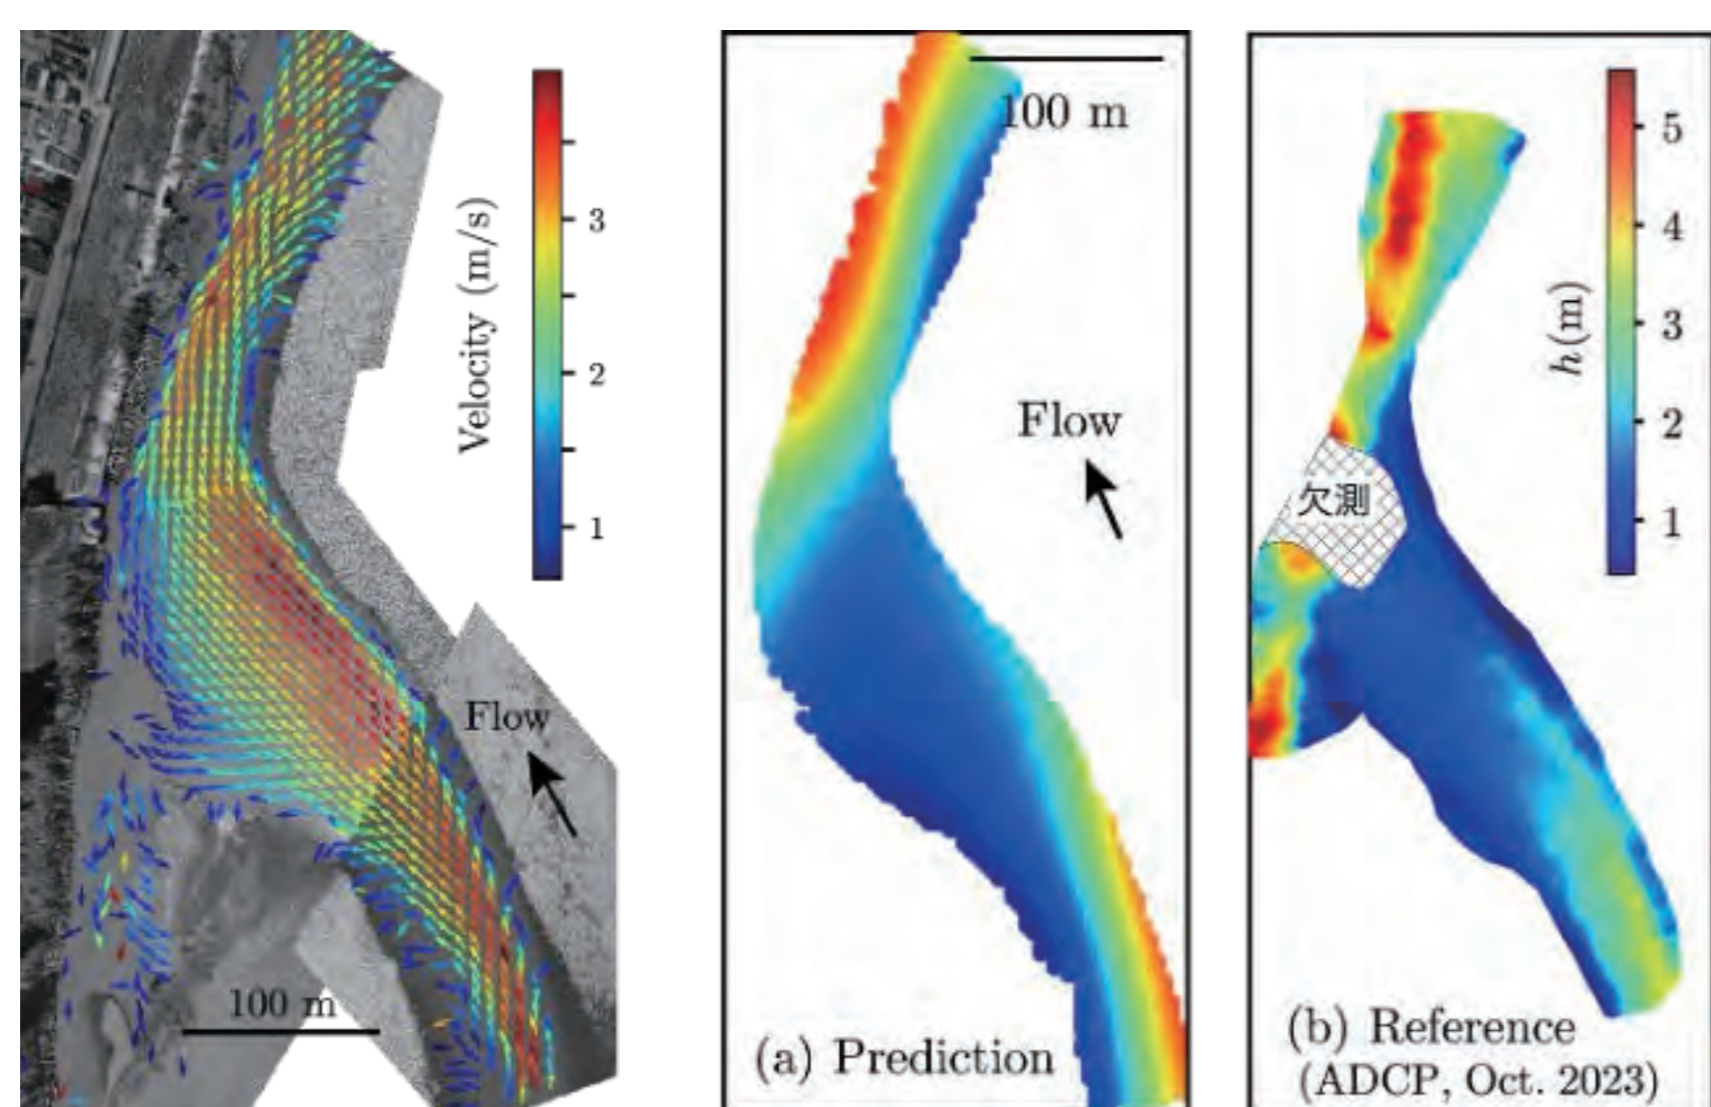 Velocity (m/s)
3
2
1
Flow
100 m
100 m
Flow
(a) Prediction
欠測
h(m)
5
4
3
2
1
(b) Reference
(ADCP, Oct. 2023)